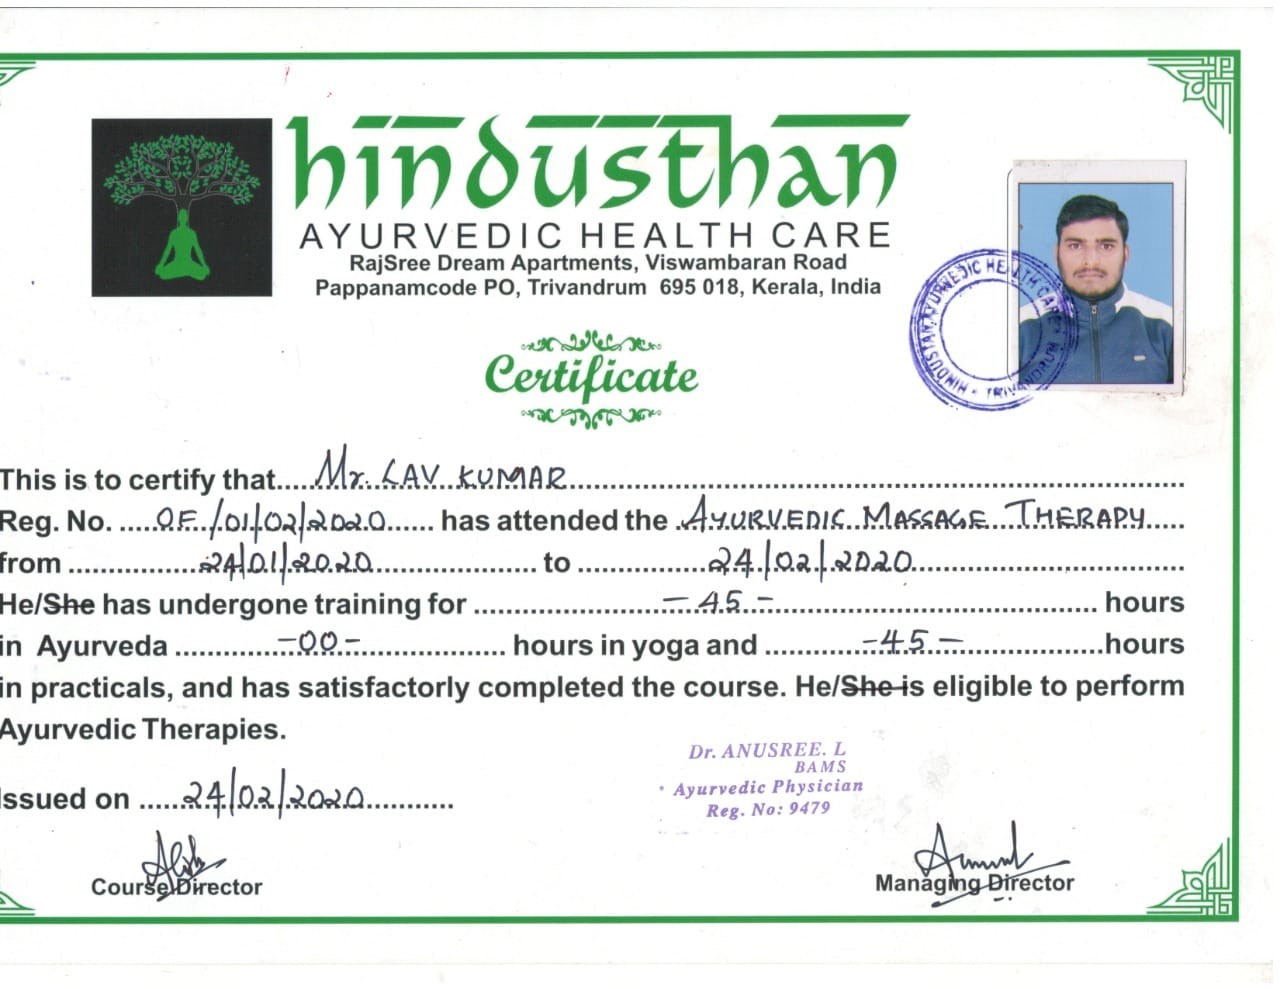 hindusthan
AYURVEDIC HEALTH CARE
RajSree Dream Apartments, Viswambaran Road
Pappanamcode PO, Trivandrum 695 018, Kerala, India
HINDUSTAN AYURVEDIC HEALTH CARE * TRIVANDRUM
Certificate
This is to certify that.....Mr. LAV KUMAR
Reg. No. .....OF/01/02/2020...... has attended the ..AYURVEDIC MASSAGE THERAPY.....
from ..........24/01/2020.......... to ..........24/02/2020..........
He/She has undergone training for .......... - 45 - .......... hours
in Ayurveda .......... -00- .......... hours in yoga and .......... -45- ..........hours
in practicals, and has satisfactorly completed the course. He/She is eligible to perform
Ayurvedic Therapies.
Dr. ANUSREE. L
BAMS
Ayurvedic Physician
Reg. No: 9479
Issued on .....24/02/2020..........
Course Director
Managing Director